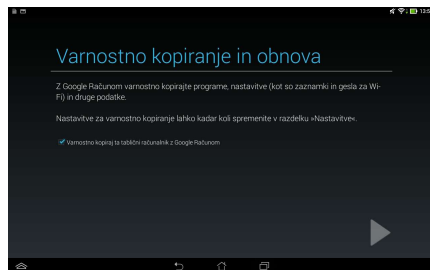 Varnostno kopiranje in obnova
Z Google Računom varnostno kopirajte programe, nastavitve (kot so zaznamki in gesla za Wi-
Fi) in druge podatke.
Nastavitve za varnostno kopiranje lahko kadar koli spremenite v razdelku »Nastavitve«.
Varnostno kopiraj ta tablični računalnik z Google Računom